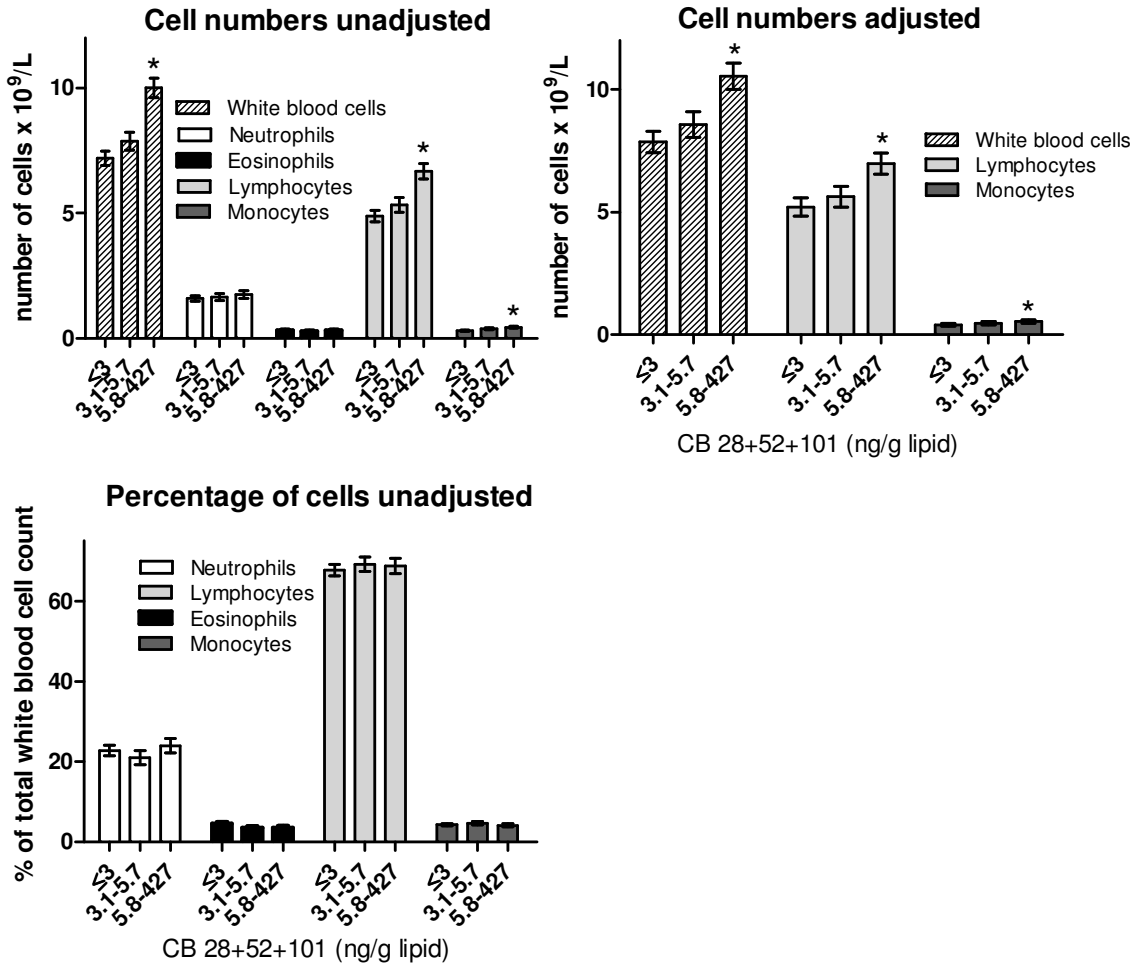 Cell numbers unadjusted
number of cells x 10⁹/L
10
5
0
*
*
*
White blood cells
Neutrophils
Eosinophils
Lymphocytes
Monocytes
≤3
3.1-5.7
5.8-427
≤3
3.1-5.7
5.8-427
≤3
3.1-5.7
5.8-427
≤3
3.1-5.7
5.8-427
≤3
3.1-5.7
5.8-427
Cell numbers adjusted
number of cells x 10⁹/L
10
5
0
*
*
*
White blood cells
Lymphocytes
Monocytes
≤3
3.1-5.7
5.8-427
≤3
3.1-5.7
5.8-427
≤3
3.1-5.7
5.8-427
CB 28+52+101 (ng/g lipid)
Percentage of cells unadjusted
% of total white blood cell count
60
40
20
0
Neutrophils
Lymphocytes
Eosinophils
Monocytes
≤3
3.1-5.7
5.8-427
≤3
3.1-5.7
5.8-427
≤3
3.1-5.7
5.8-427
≤3
3.1-5.7
5.8-427
CB 28+52+101 (ng/g lipid)